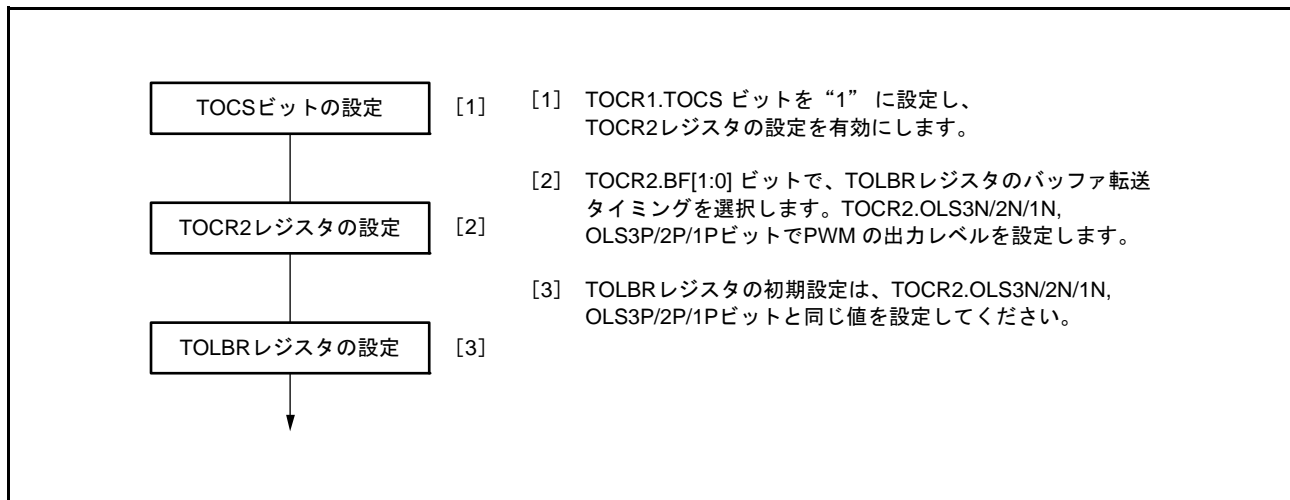 TOCSビットの設定 [1]
TOCR2レジスタの設定 [2]
TOLBRレジスタの設定 [3]
[1] TOCR1.TOCS ビットを“1” に設定し、
TOCR2レジスタの設定を有効にします。
[2] TOCR2.BF[1:0] ビットで、TOLBRレジスタのバッファ転送
タイミングを選択します。TOCR2.OLS3N/2N/1N,
OLS3P/2P/1PビットでPWM の出力レベルを設定します。
[3] TOLBRレジスタの初期設定は、TOCR2.OLS3N/2N/1N,
OLS3P/2P/1Pビットと同じ値を設定してください。